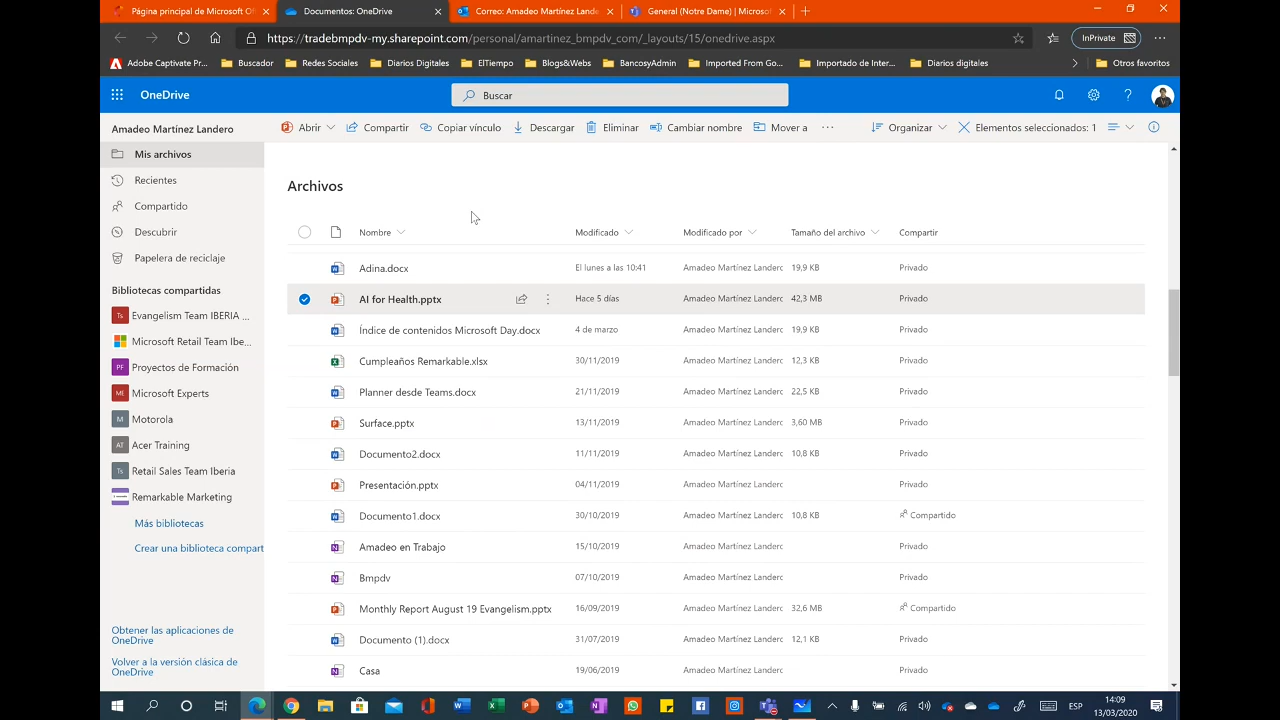 Página principal de Microsoft Of
Documentos: OneDrive
Correo: Amadeo Martínez Lande
General (Notre Dame) | Microsof
https://tradebmpdv-my.sharepoint.com/personal/amartinez_bmpdv_com/_layouts/15/onedrive.aspx
InPrivate
Adobe Captivate Pr...
Buscador
Redes Sociales
Diarios Digitales
ElTiempo
Blogs&Webs
BancosyAdmin
Imported From Go...
Importado de Inter...
Diarios digitales
Otros favoritos
OneDrive
Buscar
Amadeo Martínez Landero
Abrir
Compartir
Copiar vínculo
Descargar
Eliminar
Cambiar nombre
Mover a
Organizar
Elementos seleccionados: 1
Mis archivos
Recientes
Compartido
Descubrir
Papelera de reciclaje
Bibliotecas compartidas
Ts Evangelism Team IBERIA ...
Microsoft Retail Team Ibe...
PF Proyectos de Formación
ME Microsoft Experts
M Motorola
AT Acer Training
Ts Retail Sales Team Iberia
Remarkable Marketing
Más bibliotecas
Crear una biblioteca compart
Obtener las aplicaciones de
OneDrive
Volver a la versión clásica de
OneDrive
Archivos
Nombre Modificado Modificado por Tamaño del archivo Compartir
Adina.docx El lunes a las 10:41 Amadeo Martínez Landerc 19,9 KB Privado
AI for Health.pptx Hace 5 días Amadeo Martínez Landerc 42,3 MB Privado
Índice de contenidos Microsoft Day.docx 4 de marzo Amadeo Martínez Landerc 19,9 KB Privado
Cumpleaños Remarkable.xlsx 30/11/2019 Amadeo Martínez Landerc 12,3 KB Privado
Planner desde Teams.docx 21/11/2019 Amadeo Martínez Landerc 22,5 KB Privado
Surface.pptx 13/11/2019 Amadeo Martínez Landerc 3,60 MB Privado
Documento2.docx 11/11/2019 Amadeo Martínez Landerc 10,8 KB Privado
Presentación.pptx 04/11/2019 Amadeo Martínez Landerc Privado
Documento1.docx 30/10/2019 Amadeo Martínez Landerc 10,8 KB Compartido
Amadeo en Trabajo 15/10/2019 Amadeo Martínez Landerc Privado
Bmpdv 07/10/2019 Amadeo Martínez Landerc Privado
Monthly Report August 19 Evangelism.pptx 16/09/2019 Amadeo Martínez Landerc 32,6 MB Compartido
Documento (1).docx 31/07/2019 Amadeo Martínez Landerc 12,1 KB Privado
Casa 19/06/2019 Amadeo Martínez Landerc Privado
ESP
14:09
13/03/2020